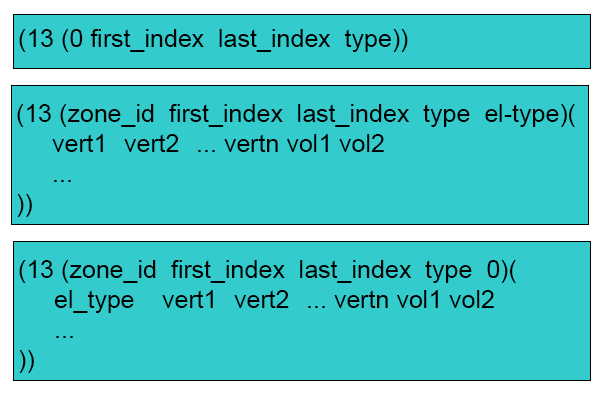 (13 (0 first_index last_index type))
(13 (zone_id first_index last_index type el-type)(
vert1 vert2 ... vertn vol1 vol2
...
))
(13 (zone_id first_index last_index type 0)(
el_type vert1 vert2 ... vertn vol1 vol2
...
))